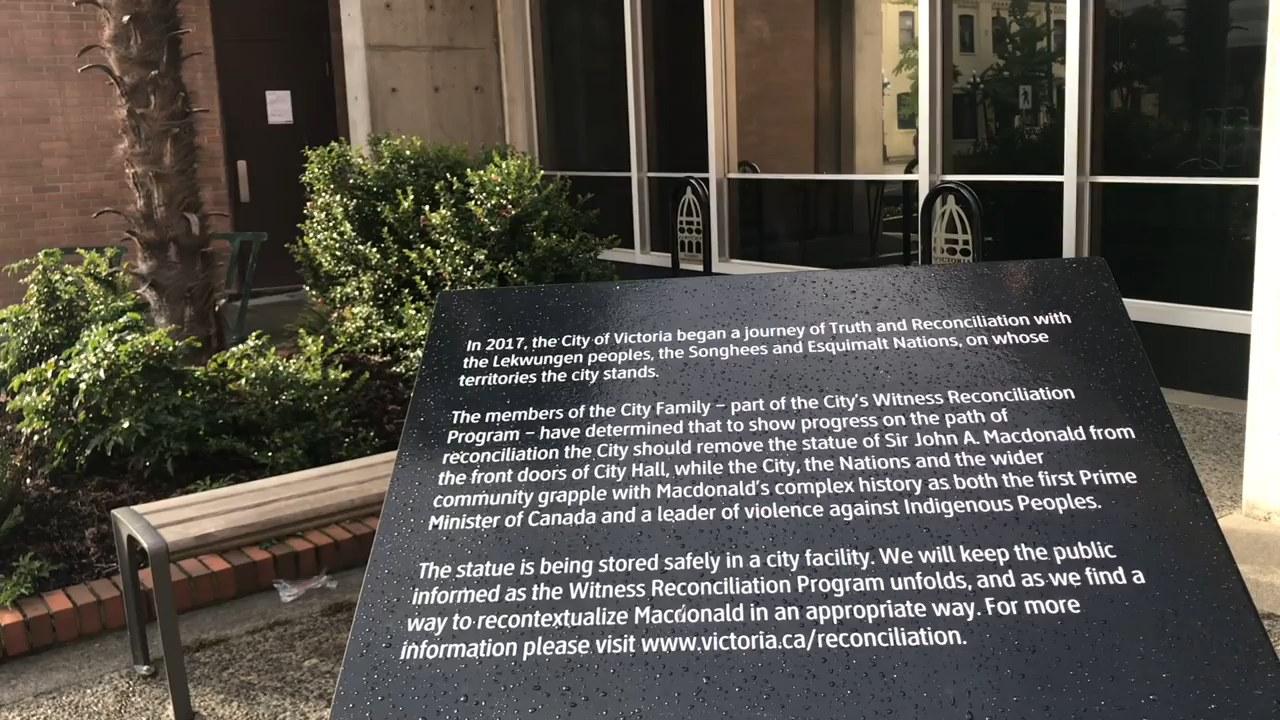 VICTORIA
In 2017, the City of Victoria began a journey of Truth and Reconciliation with
the Lekwungen peoples, the Songhees and Esquimalt Nations, on whose
territories the city stands.
The members of the City Family – part of the City's Witness Reconciliation
Program – have determined that to show progress on the path of
reconciliation the City should remove the statue of Sir John A. Macdonald from
the front doors of City Hall, while the City, the Nations and the wider
community grapple with Macdonald's complex history as both the first Prime
Minister of Canada and a leader of violence against Indigenous Peoples.
The statue is being stored safely in a city facility. We will keep the public
informed as the Witness Reconciliation Program unfolds, and as we find a
way to recontextualize Macdonald in an appropriate way. For more
information please visit www.victoria.ca/reconciliation.